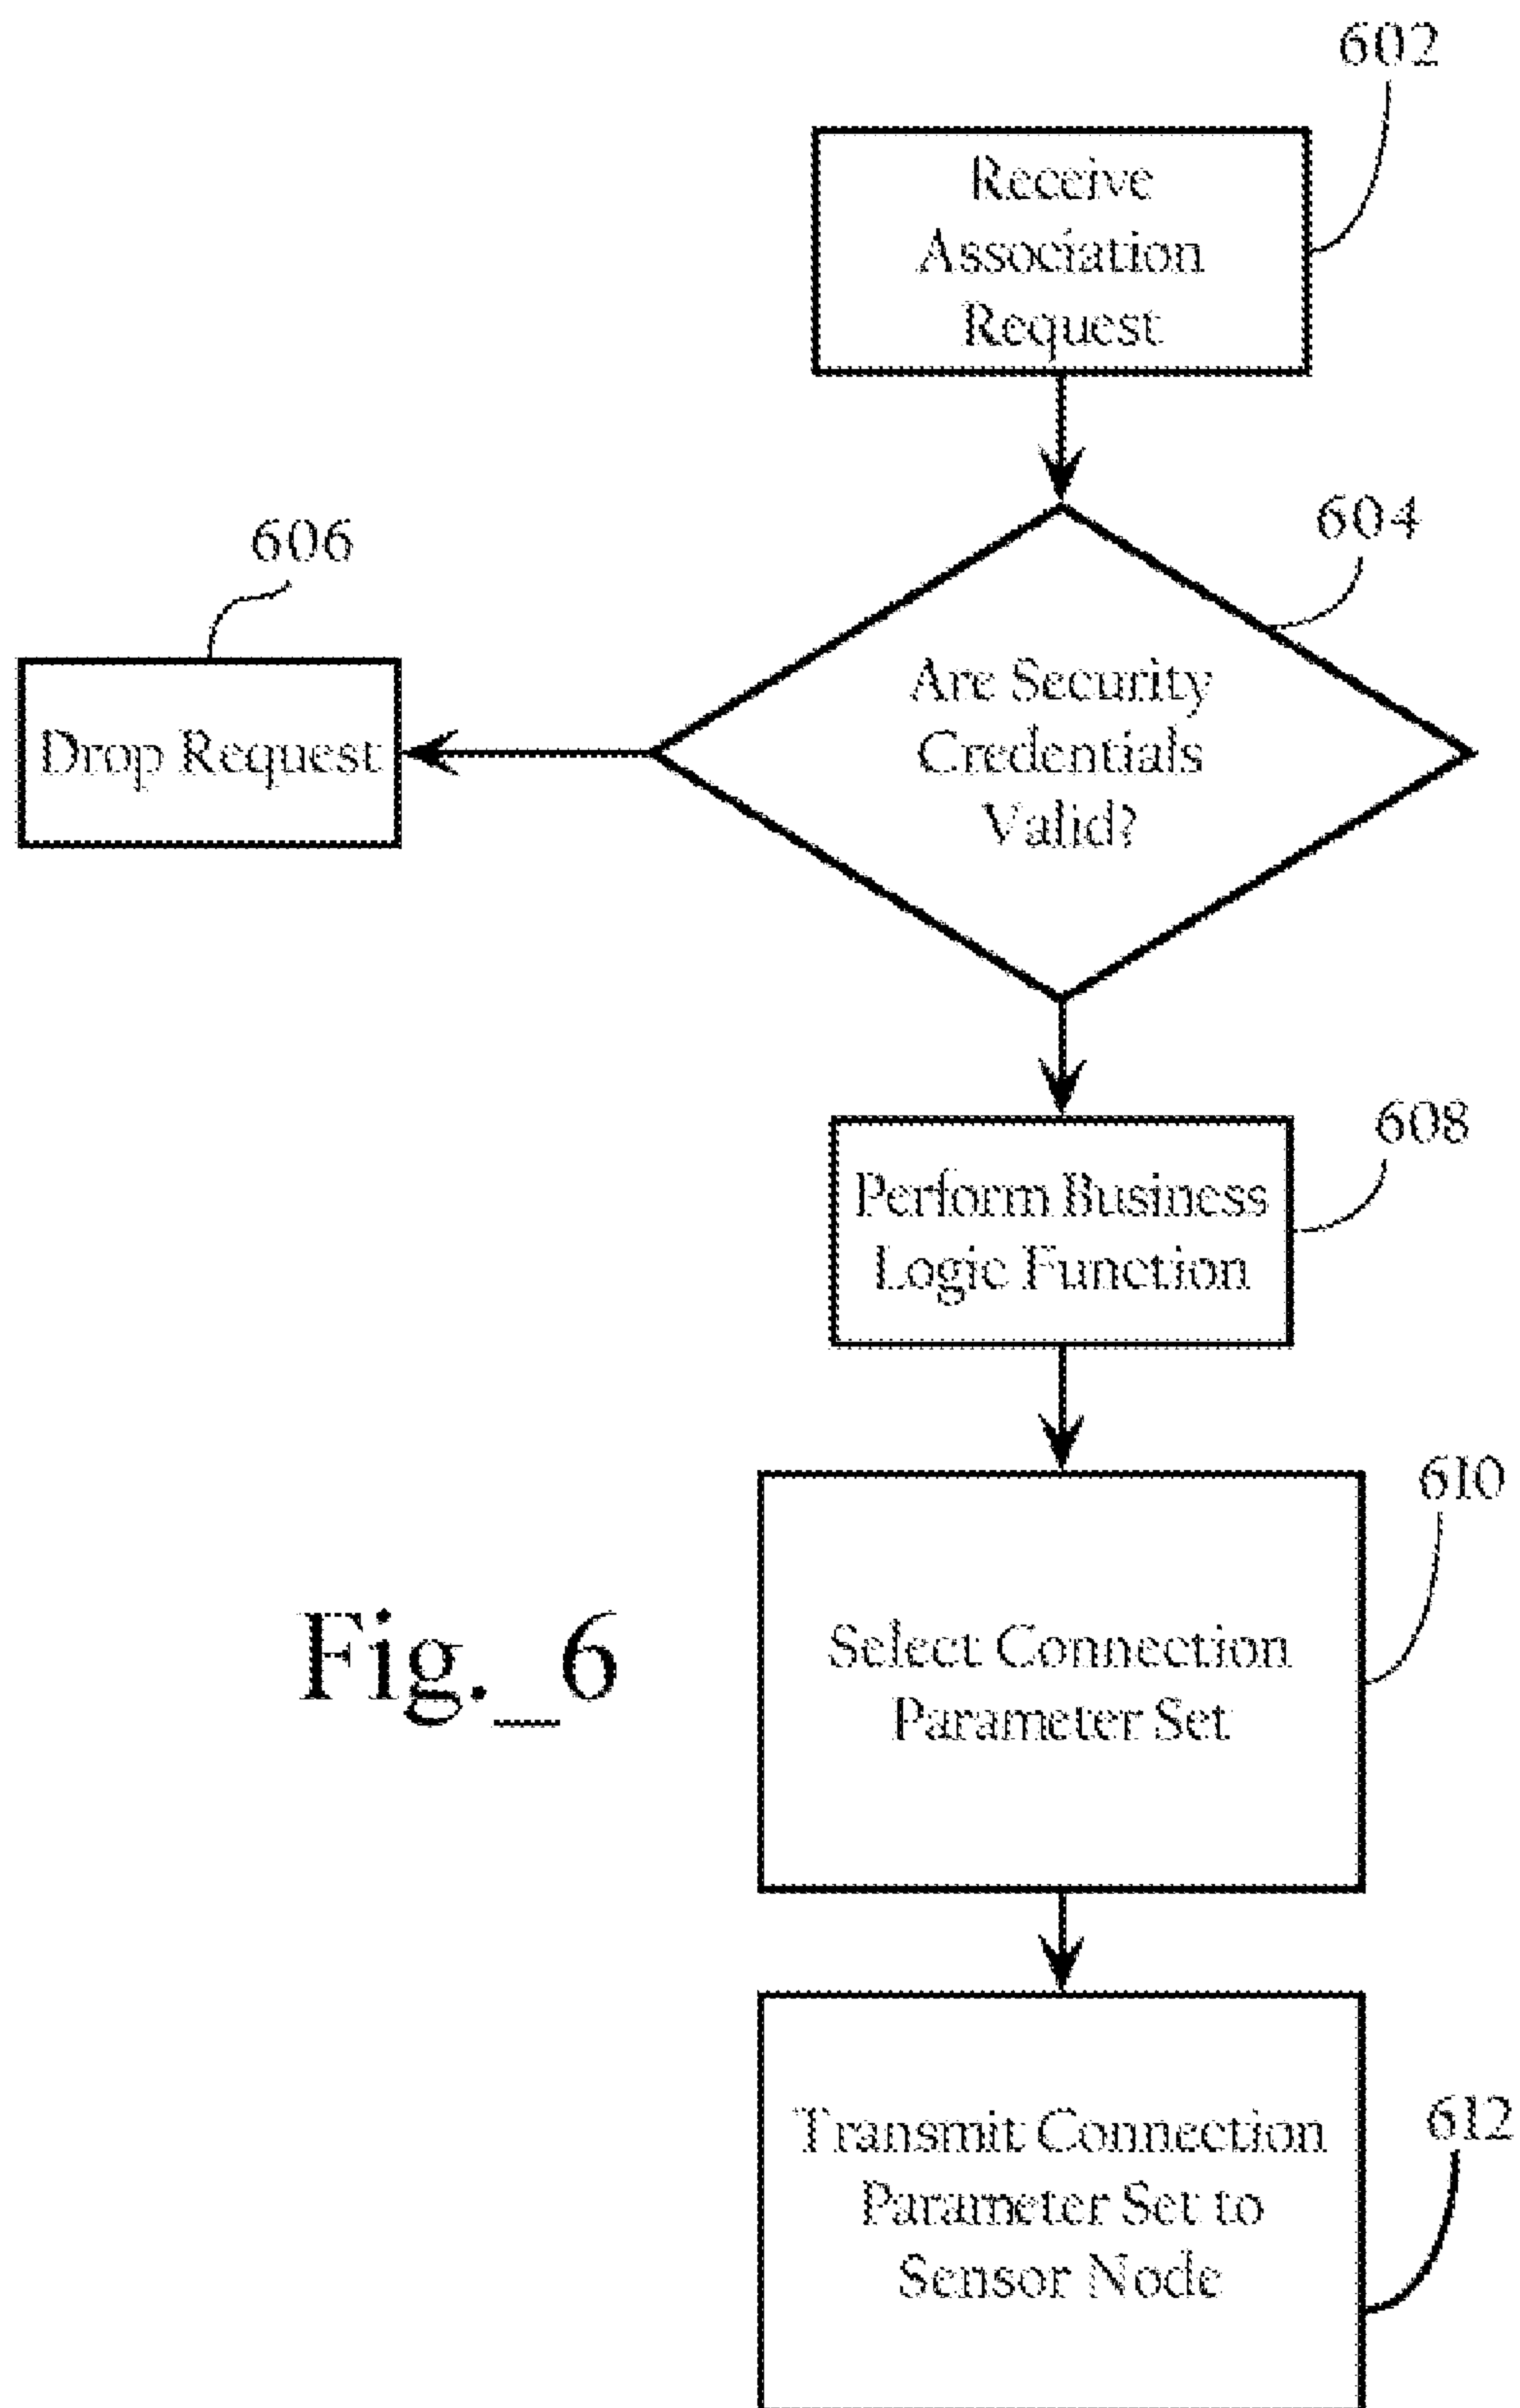 602
Receive
Association
Request
604
Are Security
Credentials
Valid?
606
Drop Request
608
Perform Business
Logic Function
610
Select Connection
Parameter Set
Fig._6
612
Transmit Connection
Parameter Set to
Sensor Node